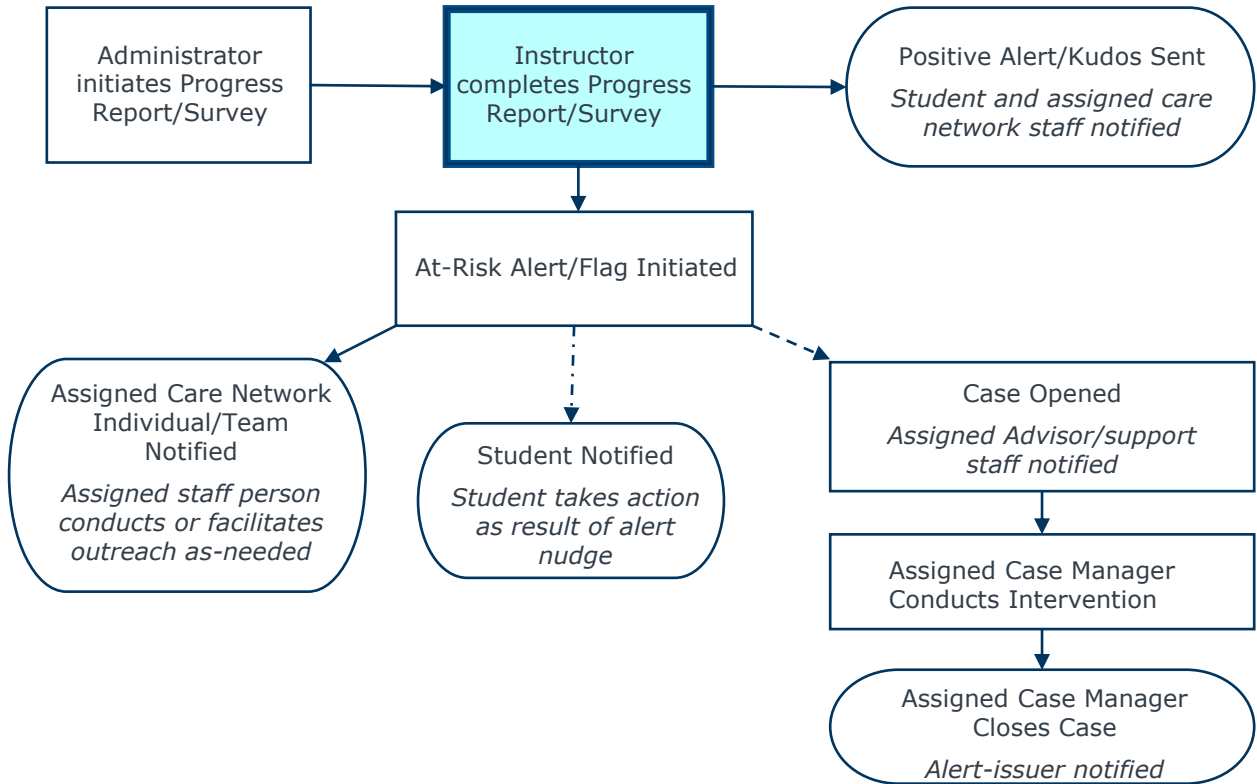 Administrator
initiates Progress
Report/Survey
Instructor
completes Progress
Report/Survey
Positive Alert/Kudos Sent
Student and assigned care
network staff notified
At-Risk Alert/Flag Initiated
Assigned Care Network
Individual/Team
Notified
Assigned staff person
conducts or facilitates
outreach as-needed
Student Notified
Student takes action
as result of alert
nudge
Case Opened
Assigned Advisor/support
staff notified
Assigned Case Manager
Conducts Intervention
Assigned Case Manager
Closes Case
Alert-issuer notified